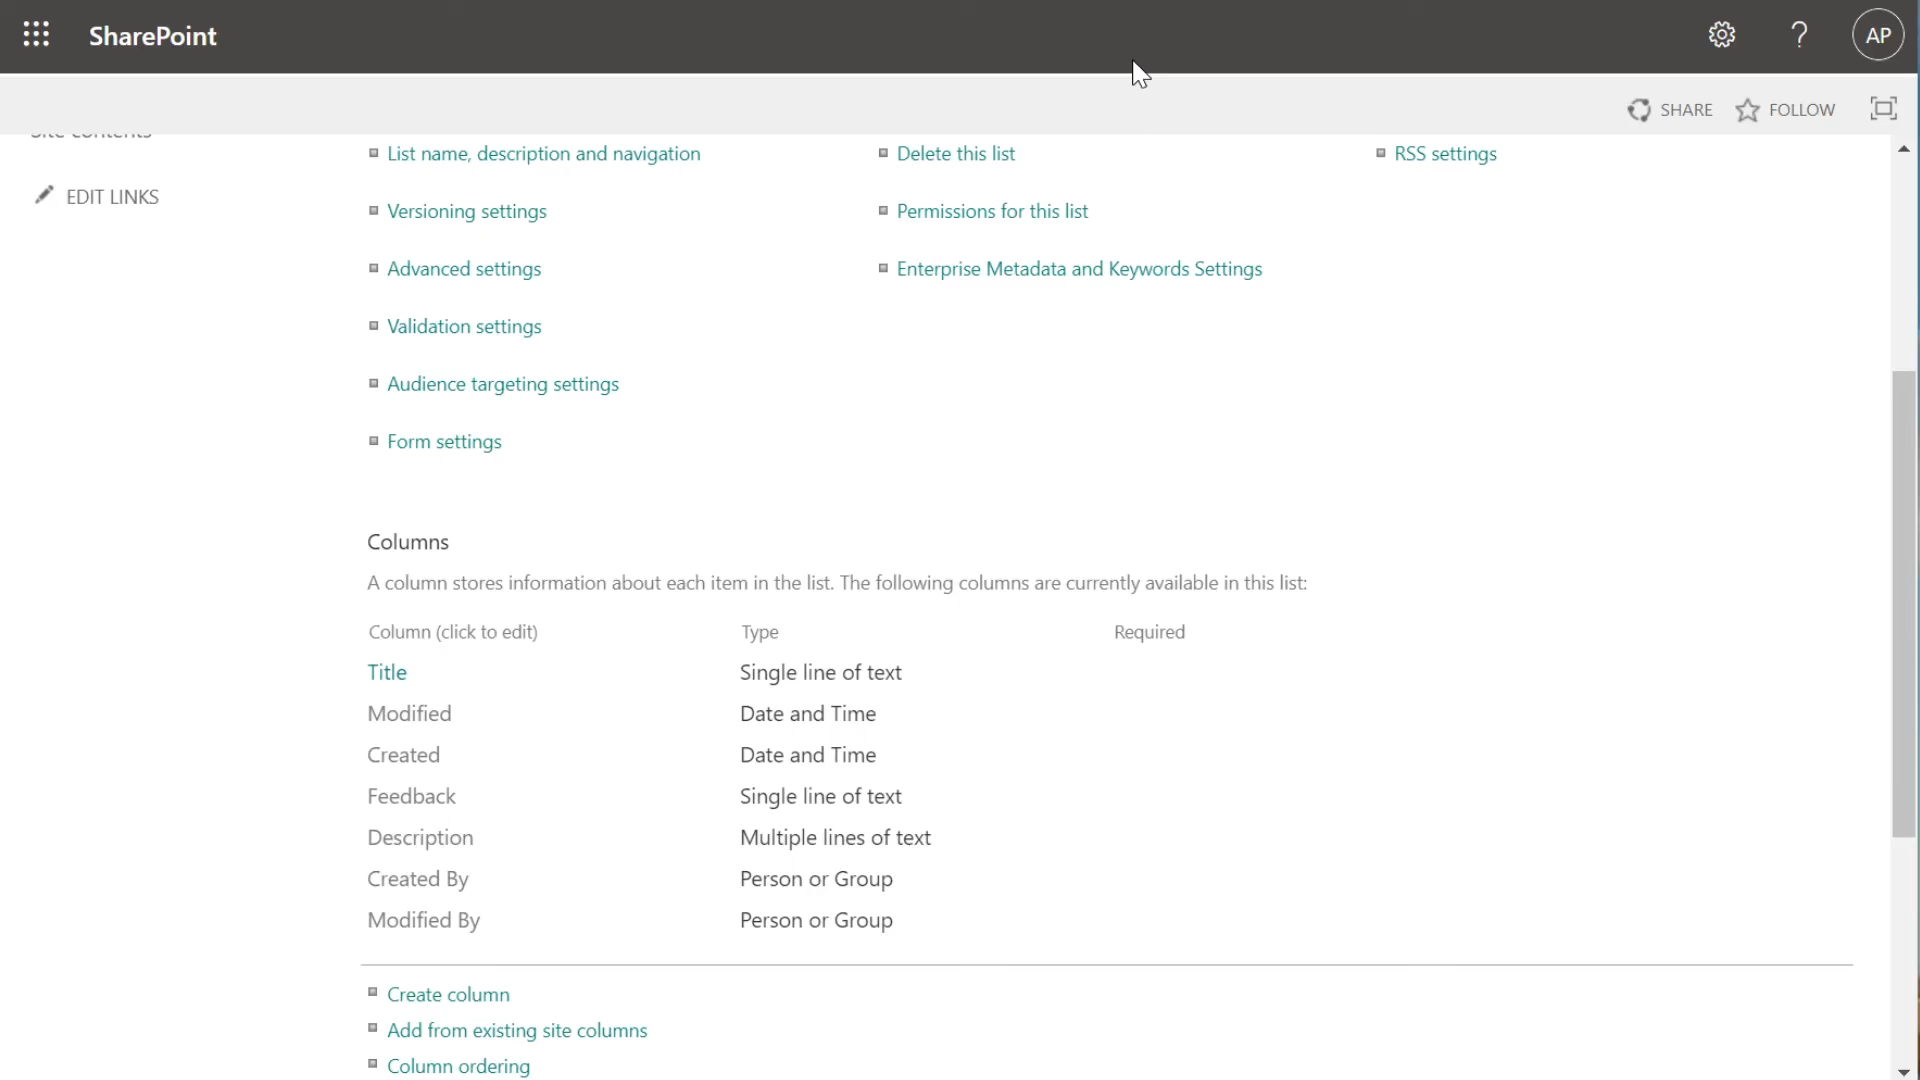 SharePoint
AP
SHARE
FOLLOW
Site contents
EDIT LINKS
List name, description and navigation
Delete this list
RSS settings
Versioning settings
Permissions for this list
Advanced settings
Enterprise Metadata and Keywords Settings
Validation settings
Audience targeting settings
Form settings
Columns
A column stores information about each item in the list. The following columns are currently available in this list:
Column (click to edit) Type Required
Title Single line of text
Modified Date and Time
Created Date and Time
Feedback Single line of text
Description Multiple lines of text
Created By Person or Group
Modified By Person or Group
Create column
Add from existing site columns
Column ordering